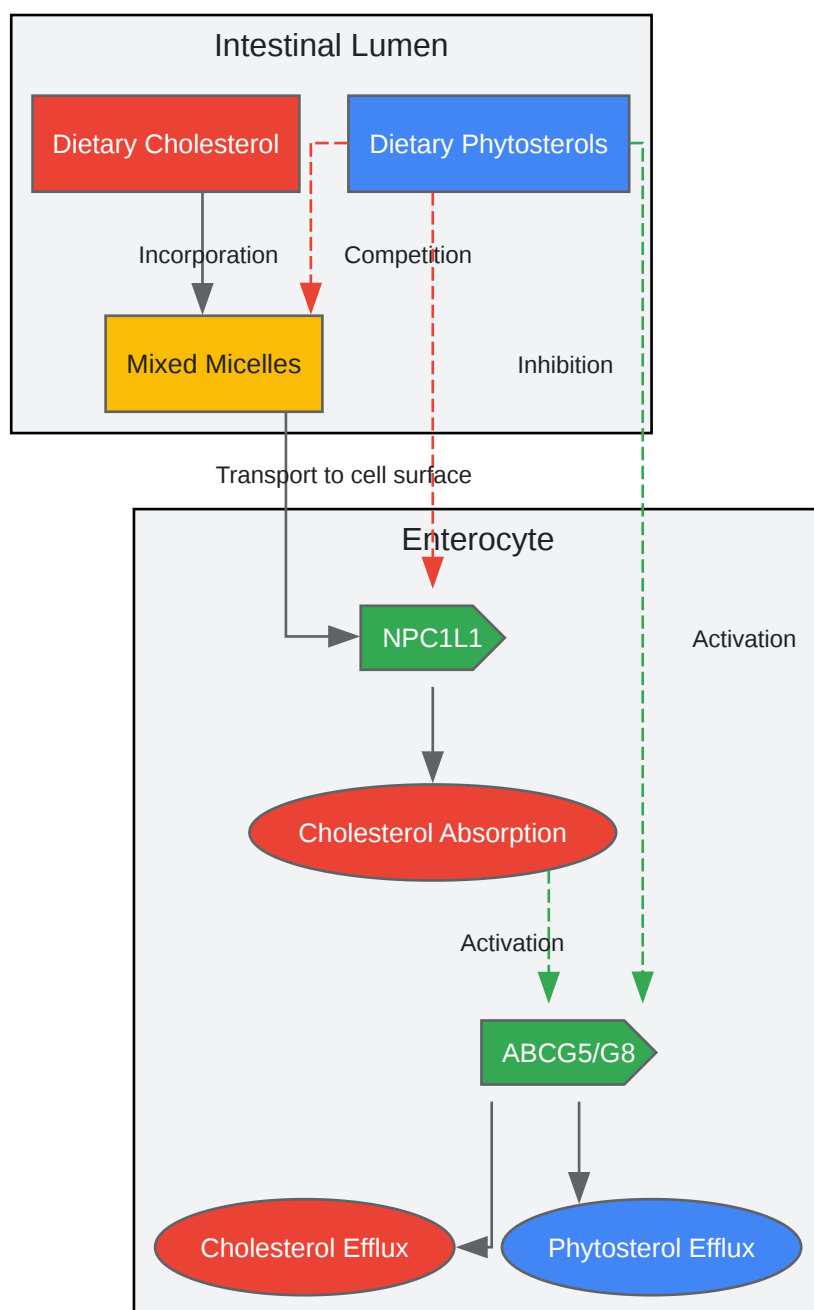 Intestinal Lumen
Dietary Cholesterol
Dietary Phytosterols
Incorporation
Competition
Mixed Micelles
Inhibition
Transport to cell surface
Enterocyte
NPC1L1
Activation
Cholesterol Absorption
Activation
ABCG5/G8
Cholesterol Efflux
Phytosterol Efflux